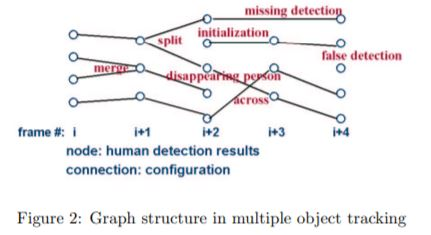 missing detection
split initialization
false detection
merge disappearing person
across
frame #: i i+1 i+2 i+3 i+4
node: human detection results
connection: configuration
Figure 2: Graph structure in multiple object tracking